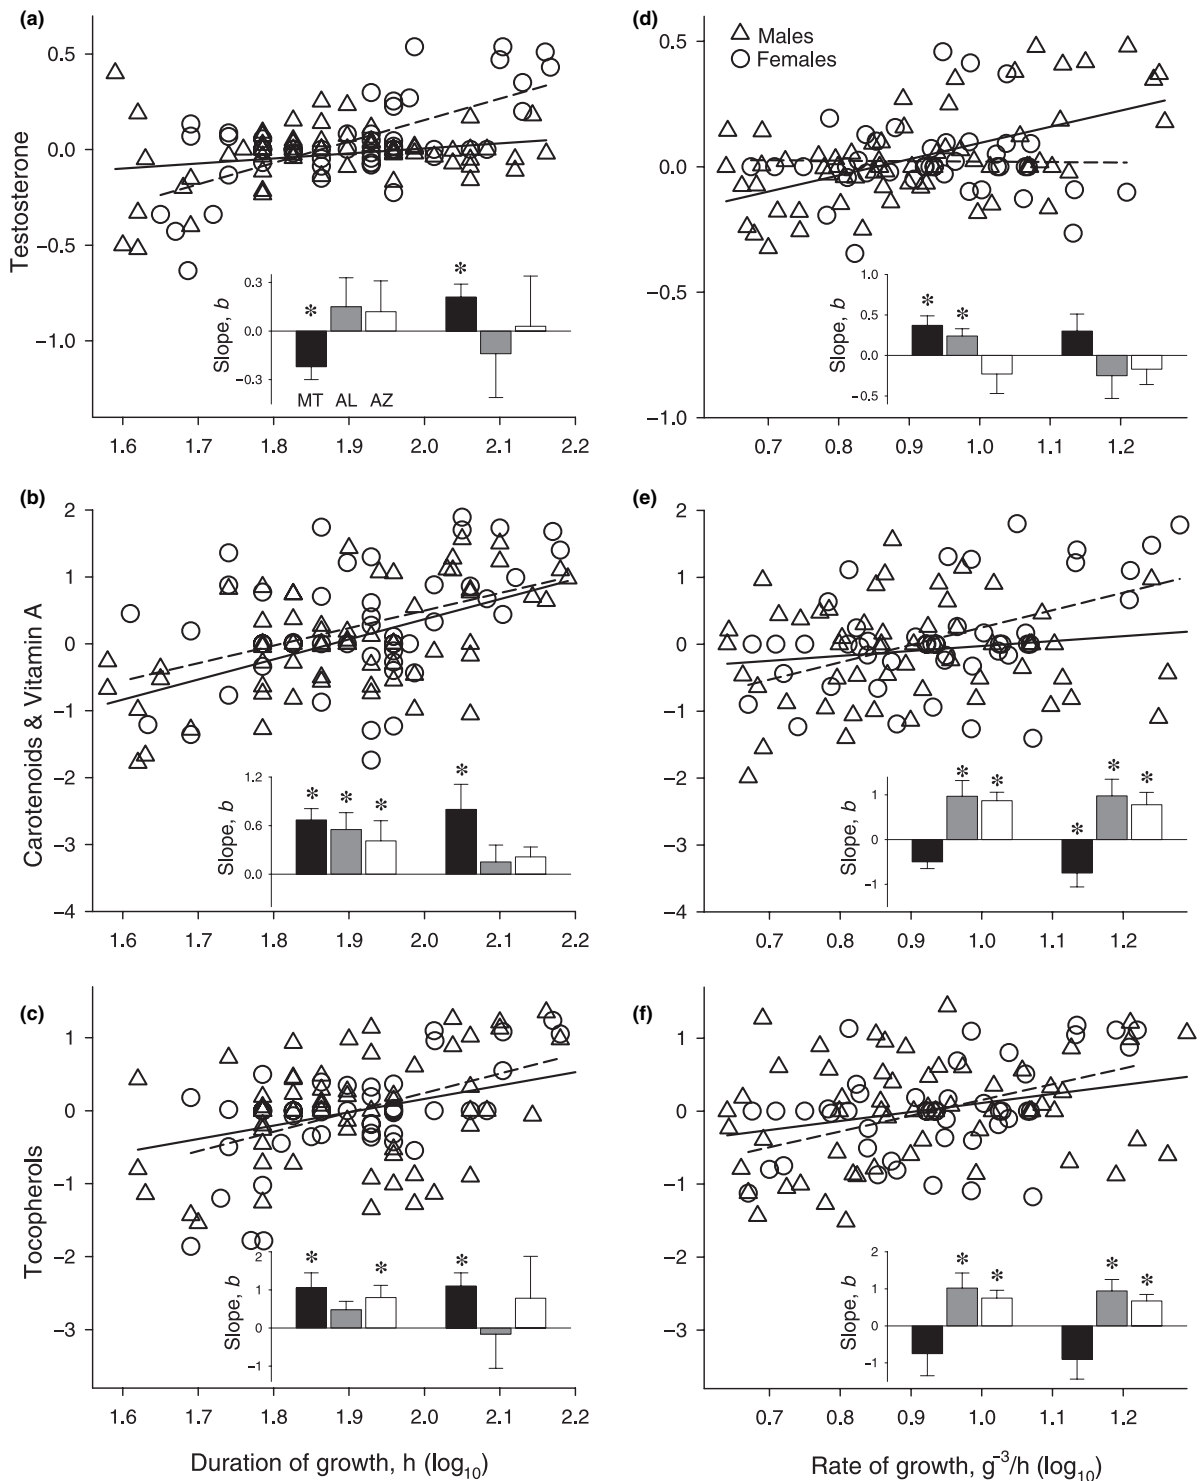 (a)
Testosterone
0.5
0.0
−0.5
−1.0
Slope, b
0.3
0.0
−0.3
* *
MT AL AZ
1.6 1.7 1.8 1.9 2.0 2.1 2.2
(d)
Males
Females
0.5
0.0
−0.5
−1.0
Slope, b
1.0
0.5
0.0
−0.5
* *
0.7 0.8 0.9 1.0 1.1 1.2
(b)
Carotenoids & Vitamin A
2
1
0
−1
−2
−3
−4
Slope, b
1.2
0.6
0.0
* * * *
1.6 1.7 1.8 1.9 2.0 2.1 2.2
(e)
2
1
0
−1
−2
−3
−4
Slope, b
1
0
−1
* * * * *
0.7 0.8 0.9 1.0 1.1 1.2
(c)
Tocopherols
1
0
−1
−2
−3
Slope, b
2
1
0
−1
* * *
1.6 1.7 1.8 1.9 2.0 2.1 2.2
Duration of growth, h (log₁₀)
(f)
1
0
−1
−2
−3
Slope, b
2
1
0
−1
* * * *
0.7 0.8 0.9 1.0 1.1 1.2
Rate of growth, g⁻³/h (log₁₀)